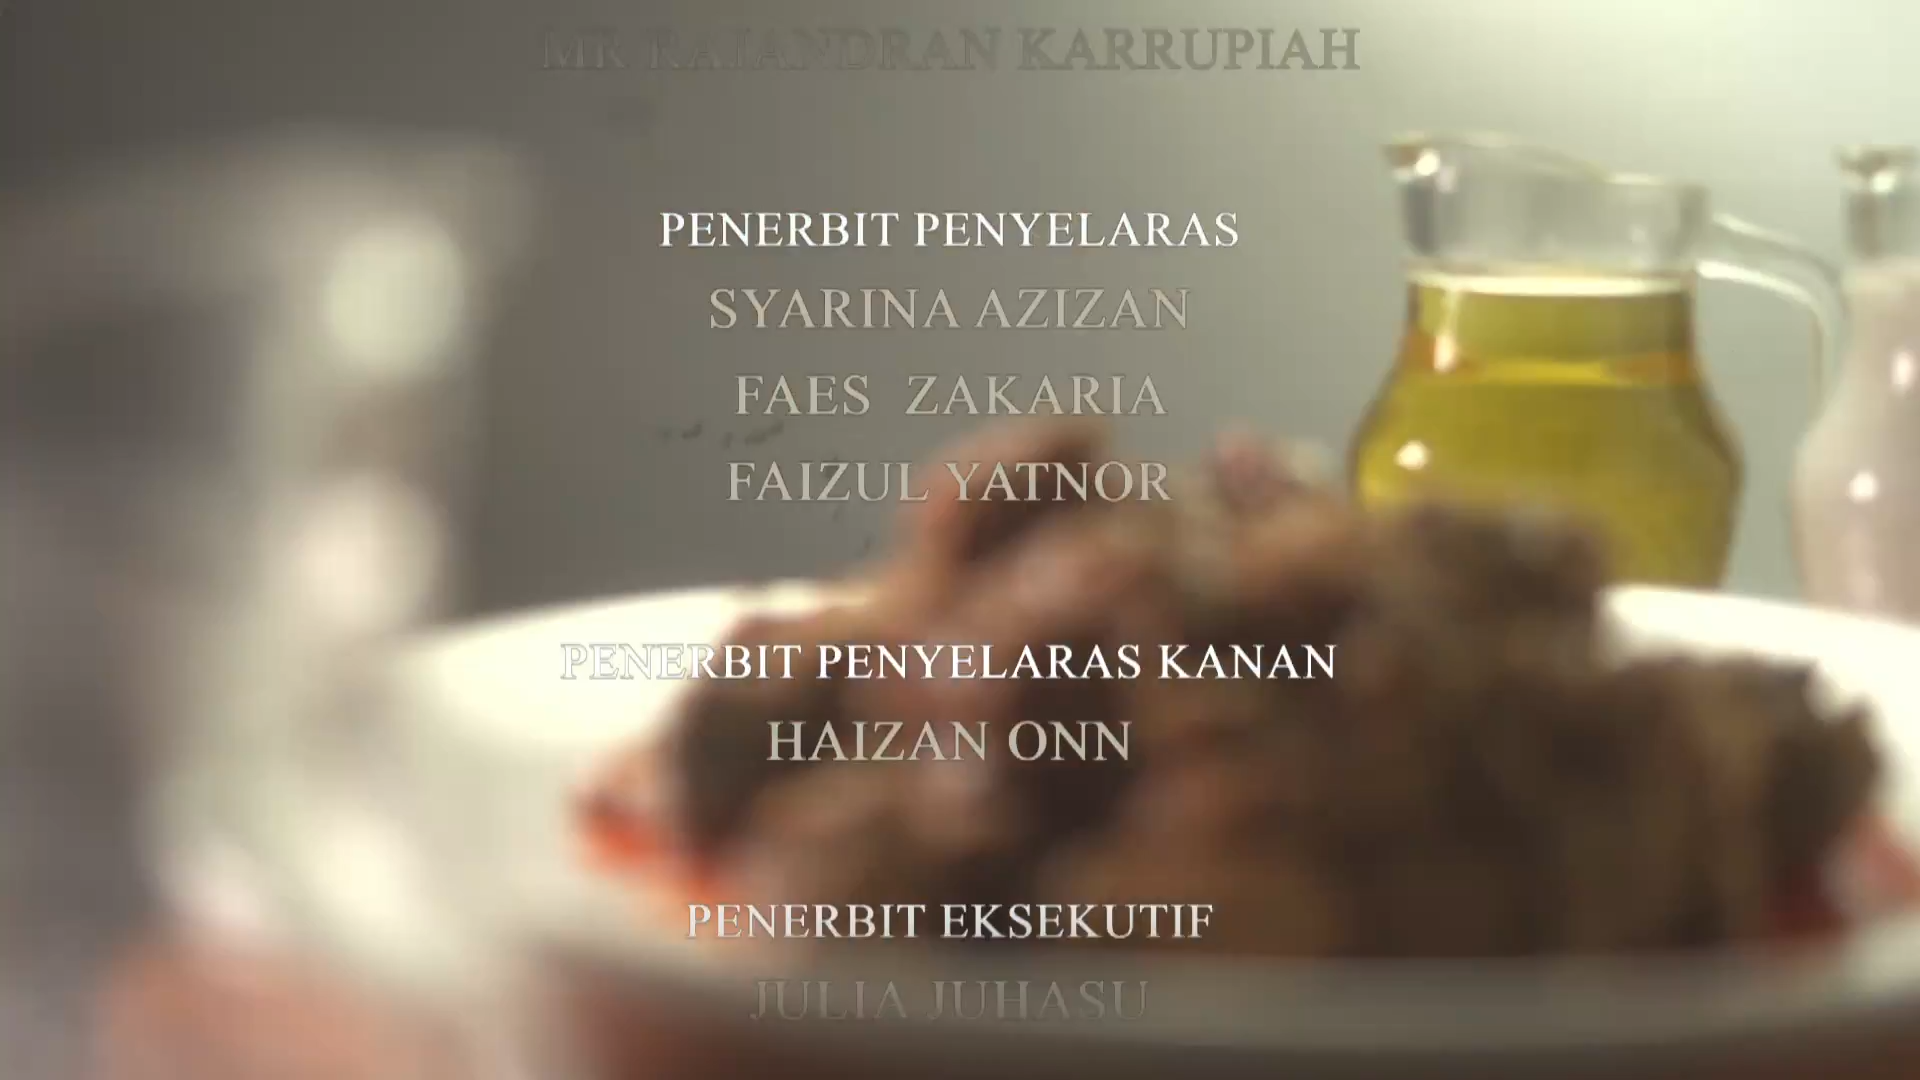 MR RAJANDRAN KARRUPIAH
PENERBIT PENYELARAS
SYARINA AZIZAN
FAES ZAKARIA
FAIZUL YATNOR
PENERBIT PENYELARAS KANAN
HAIZAN ONN
PENERBIT EKSEKUTIF
JULIA JUHASU